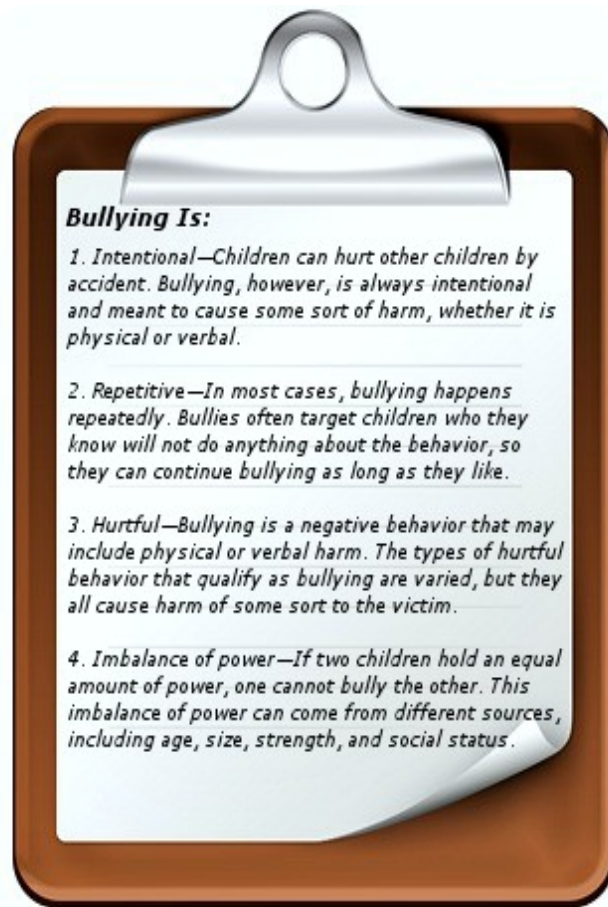 Bullying Is:
1. Intentional—Children can hurt other children by
accident. Bullying, however, is always intentional
and meant to cause some sort of harm, whether it is
physical or verbal.
2. Repetitive—In most cases, bullying happens
repeatedly. Bullies often target children who they
know will not do anything about the behavior, so
they can continue bullying as long as they like.
3. Hurtful—Bullying is a negative behavior that may
include physical or verbal harm. The types of hurtful
behavior that qualify as bullying are varied, but they
all cause harm of some sort to the victim.
4. Imbalance of power—If two children hold an equal
amount of power, one cannot bully the other. This
imbalance of power can come from different sources,
including age, size, strength, and social status.